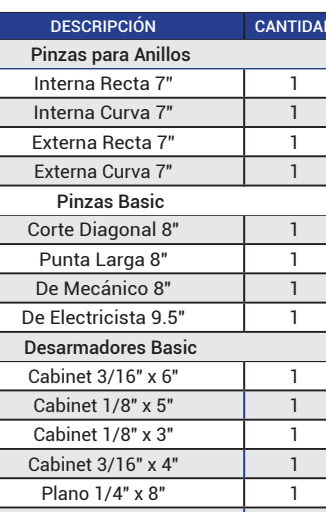 DESCRIPCIÓN CANTIDAD
Pinzas para Anillos
Interna Recta 7" 1
Interna Curva 7" 1
Externa Recta 7" 1
Externa Curva 7" 1
Pinzas Basic
Corte Diagonal 8" 1
Punta Larga 8" 1
De Mecánico 8" 1
De Electricista 9.5" 1
Desarmadores Basic
Cabinet 3/16" x 6" 1
Cabinet 1/8" x 5" 1
Cabinet 1/8" x 3" 1
Cabinet 3/16" x 4" 1
Plano 1/4" x 8" 1